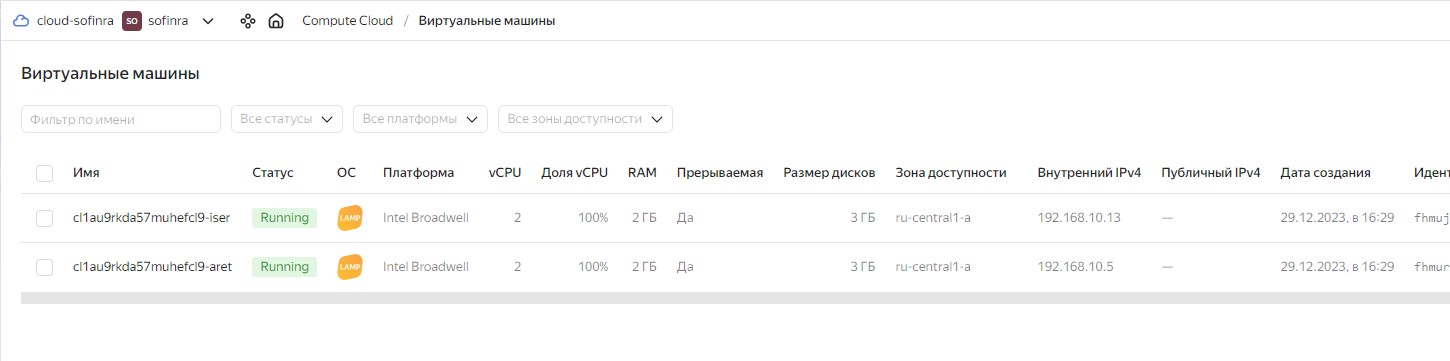 cloud-sofinra SO sofinra Compute Cloud / Виртуальные машины
Виртуальные машины
Фильтр по имени Все статусы Все платформы Все зоны доступности
Имя Статус ОС Платформа vCPU Доля vCPU RAM Прерываемая Размер дисков Зона доступности Внутренний IPv4 Публичный IPv4 Дата создания Идент
cl1au9rkda57muhefcl9-iser Running LAMP Intel Broadwell 2 100% 2 ГБ Да 3 ГБ ru-central1-a 192.168.10.13 — 29.12.2023, в 16:29 fhmuj
cl1au9rkda57muhefcl9-aret Running LAMP Intel Broadwell 2 100% 2 ГБ Да 3 ГБ ru-central1-a 192.168.10.5 — 29.12.2023, в 16:29 fhmur